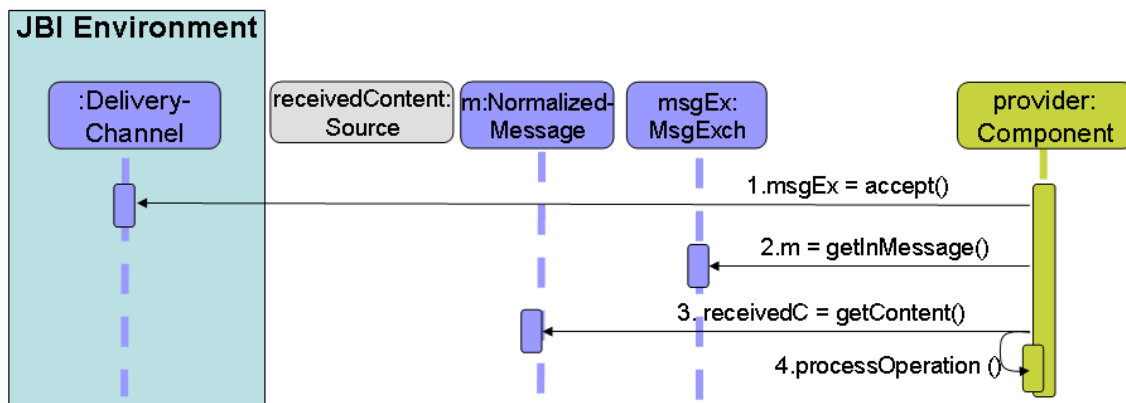 JBI Environment
:Delivery-
Channel
receivedContent:
Source
m:Normalized-
Message
msgEx:
MsgExch
provider:
Component
1.msgEx = accept()
2.m = getInMessage()
3. receivedC = getContent()
4.processOperation ()